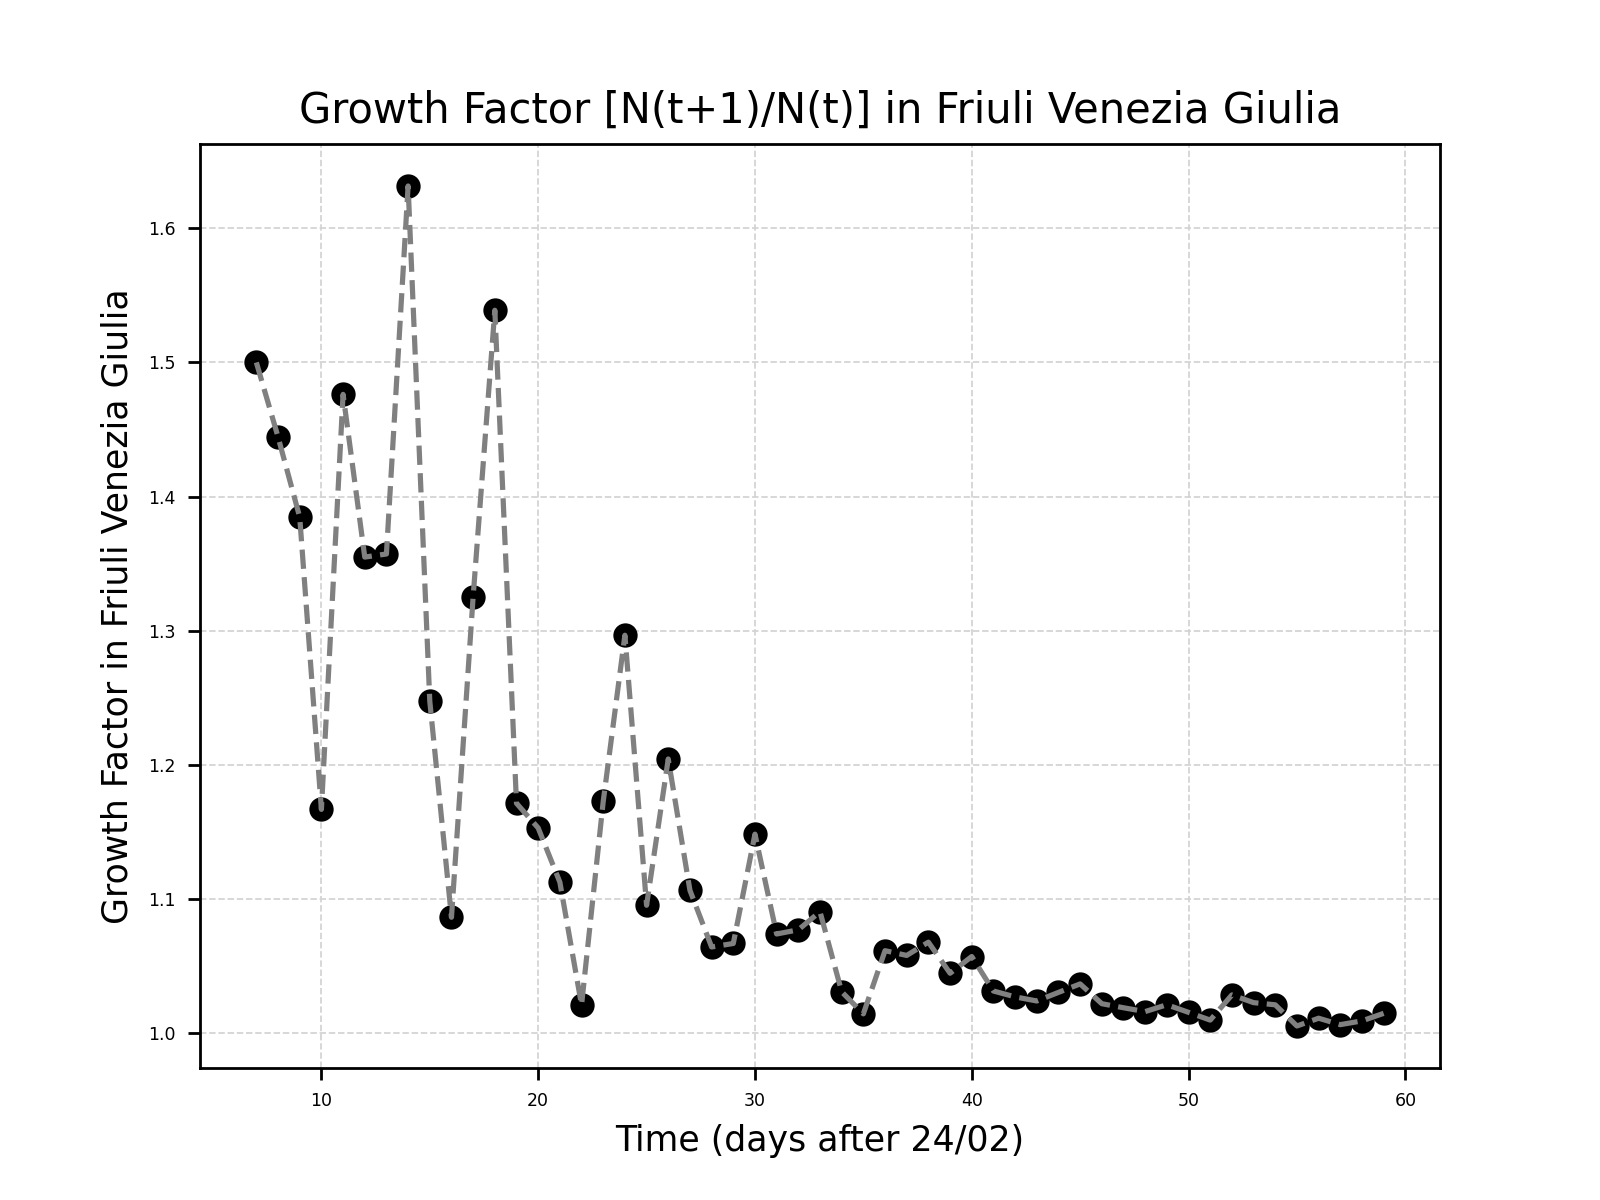 Growth Factor [N(t+1)/N(t)] in Friuli Venezia Giulia
Growth Factor in Friuli Venezia Giulia
1.6
1.5
1.4
1.3
1.2
1.1
1.0
10 20 30 40 50 60
Time (days after 24/02)